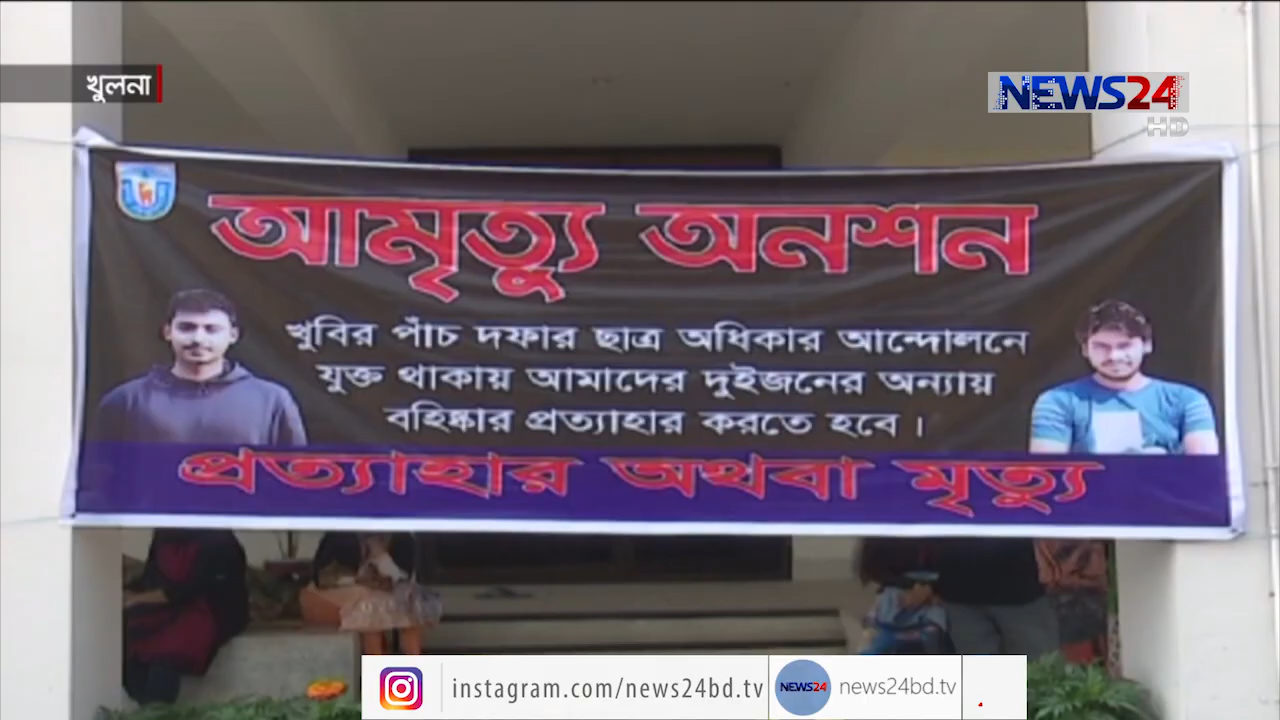 খুলনা
NEWS24
HD
আমৃত্যু অনশন
খুবির পাঁচ দফার ছাত্র অধিকার আন্দোলনে
যুক্ত থাকায় আমাদের দুইজনের অন্যায়
বহিষ্কার প্রত্যাহার করতে হবে।
প্রত্যাহার অথবা মৃত্যু
instagram.com/news24bd.tv
NEWS24
news24bd.tv